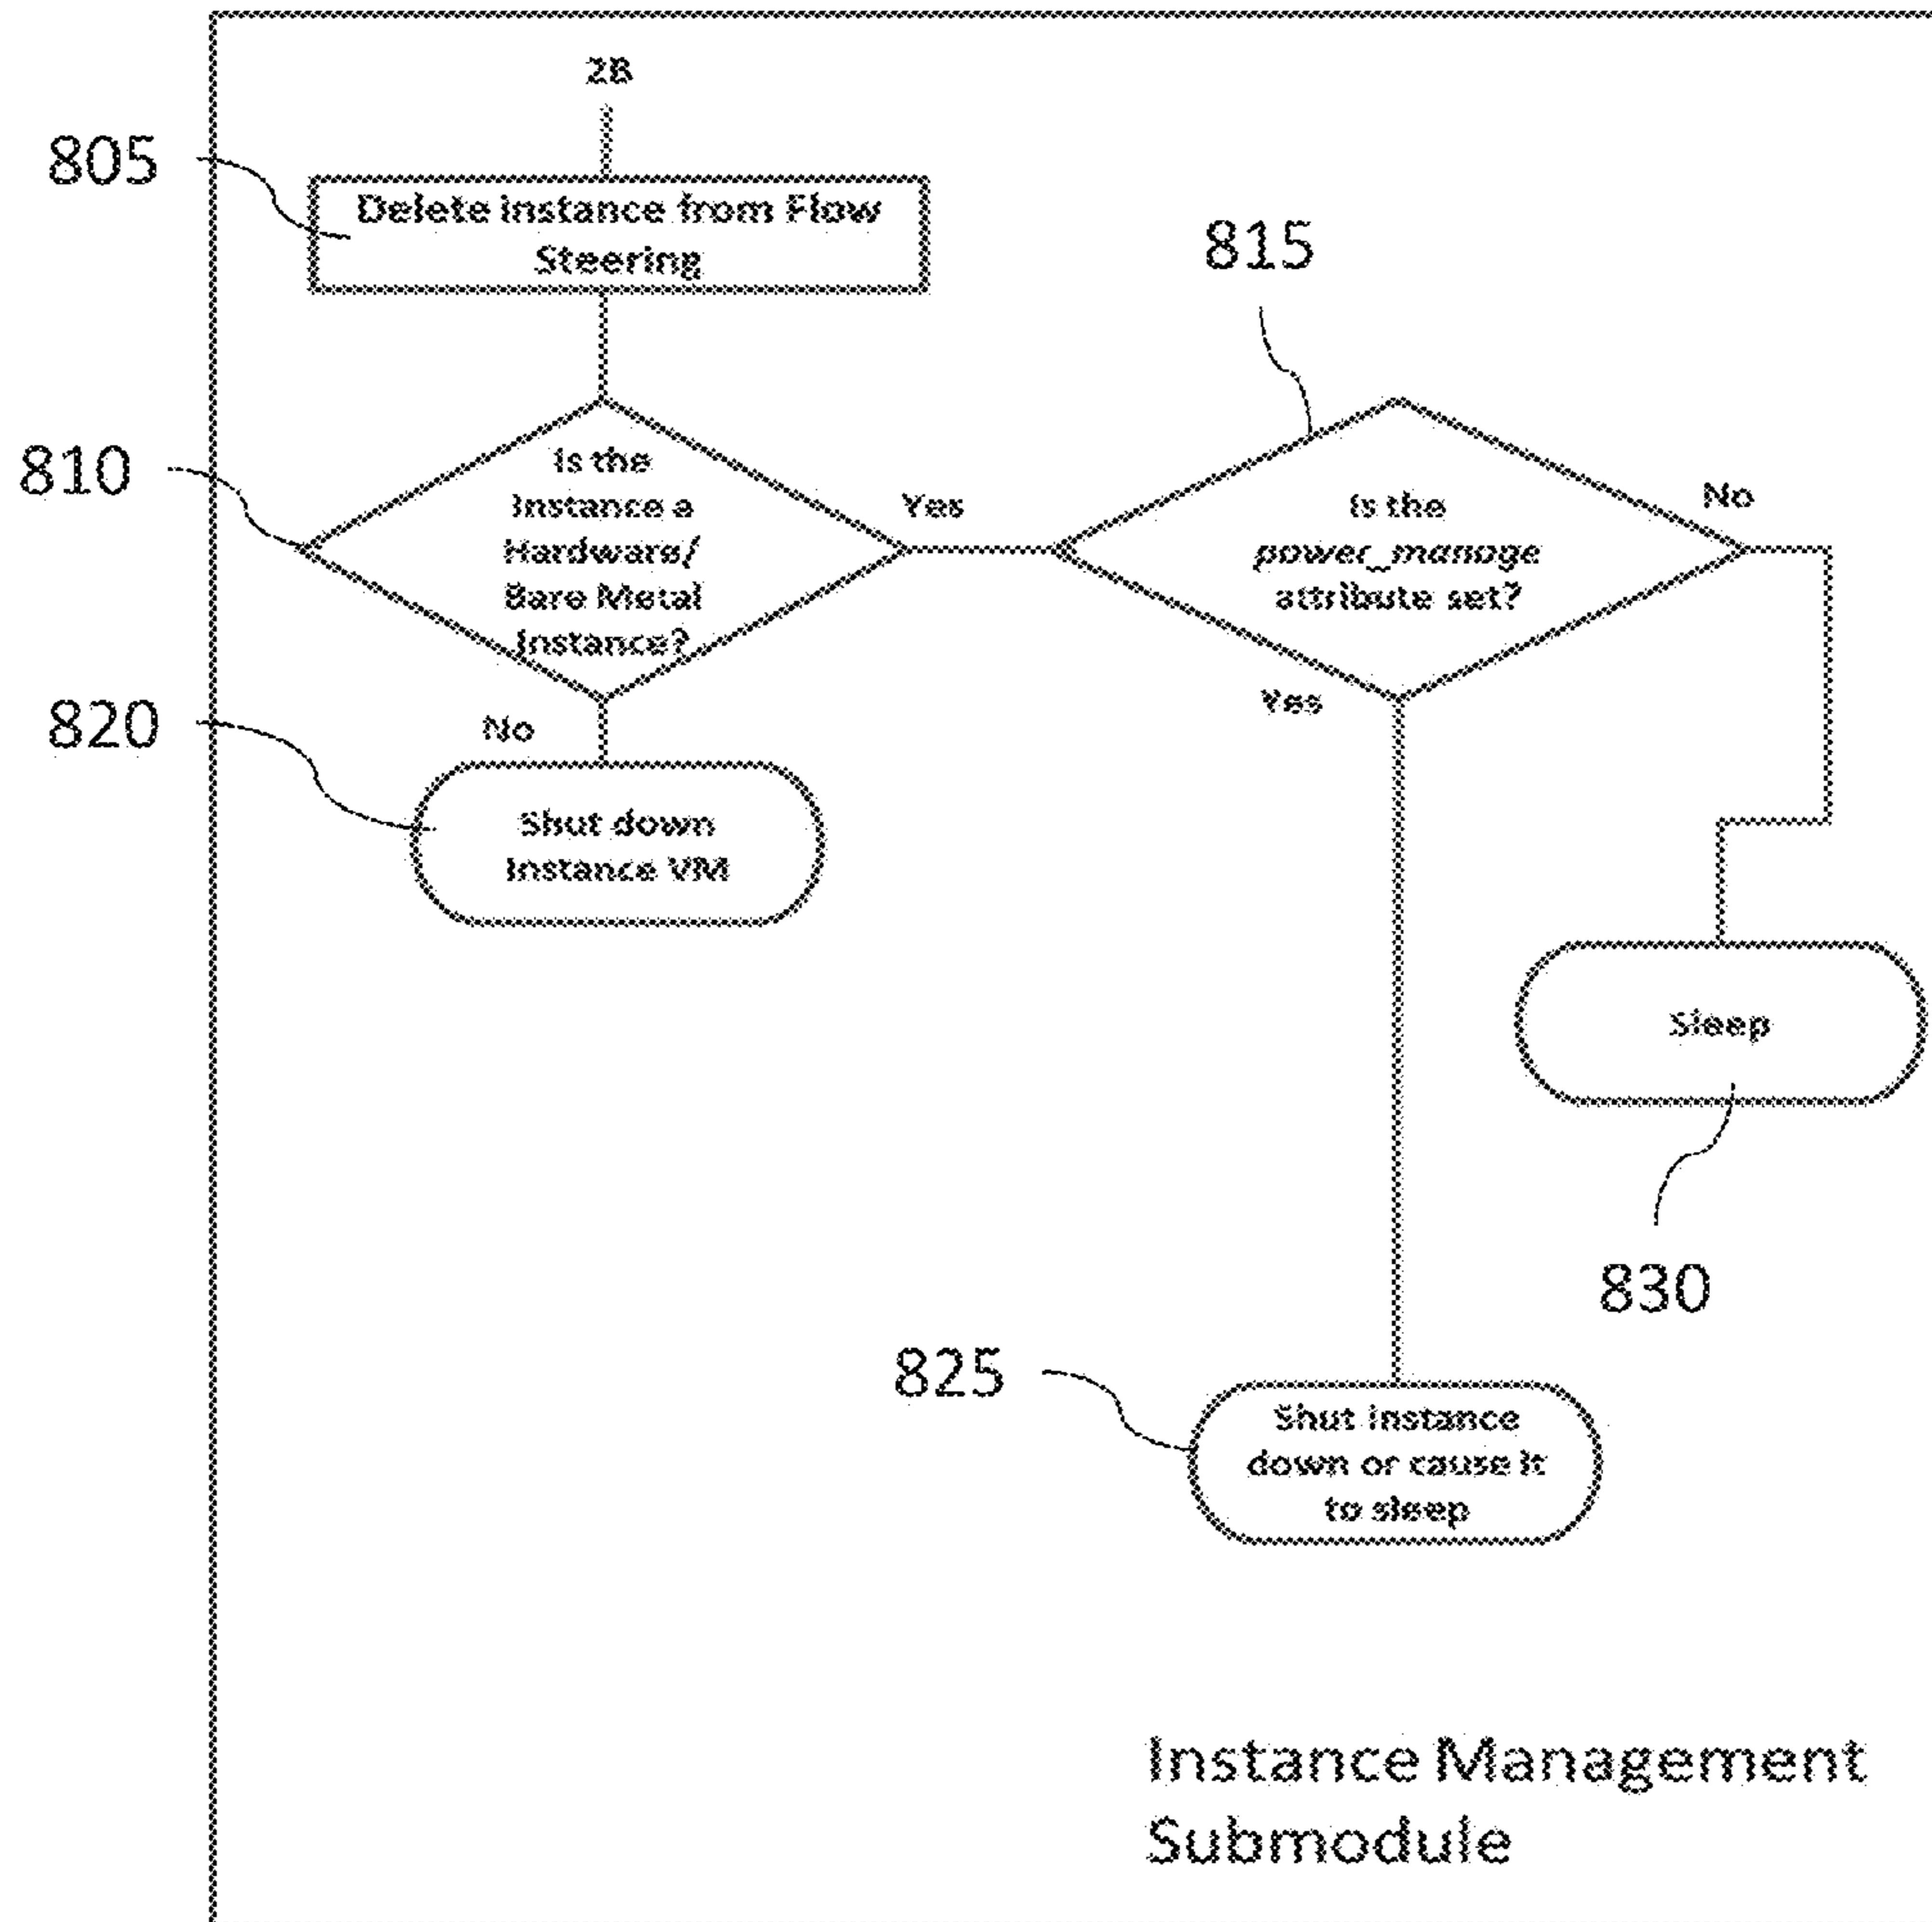 2B
805
Delete instance from Flow
Steering
815
810
Is the
Instance a
Hardware/
Bare Metal
Instance?
Yes
Is the
power_manage
attribute set?
No
820
No
Yes
Shut down
Instance VM
Sleep
830
825
Shut instance
down or cause it
to sleep
Instance Management
Submodule